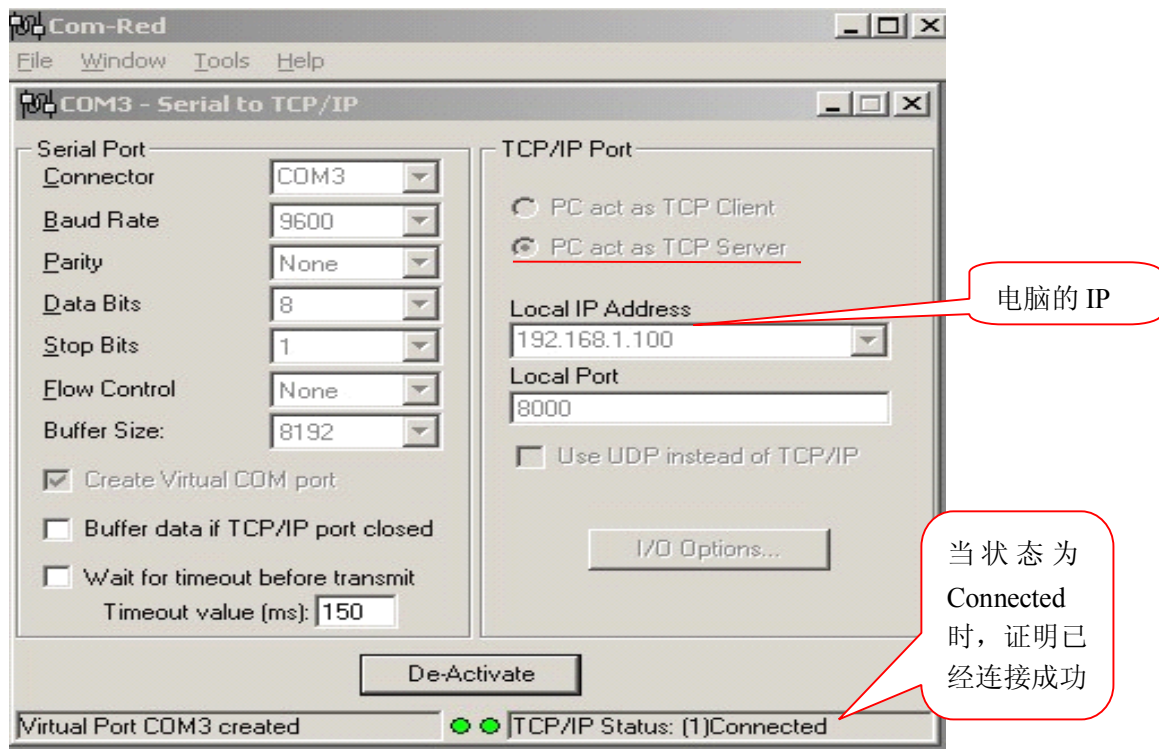 Com-Red
File Window Tools Help
COM3 - Serial to TCP/IP
Serial Port
Connector COM3
Baud Rate 9600
Parity None
Data Bits 8
Stop Bits 1
Flow Control None
Buffer Size: 8192
Create Virtual COM port
Buffer data if TCP/IP port closed
Wait for timeout before transmit
Timeout value (ms): 150
TCP/IP Port
PC act as TCP Client
PC act as TCP Server
Local IP Address
192.168.1.100
Local Port
8000
Use UDP instead of TCP/IP
I/O Options...
De-Activate
Virtual Port COM3 created
TCP/IP Status: (1)Connected
电脑的 IP
当状态为
Connected
时，证明已
经连接成功